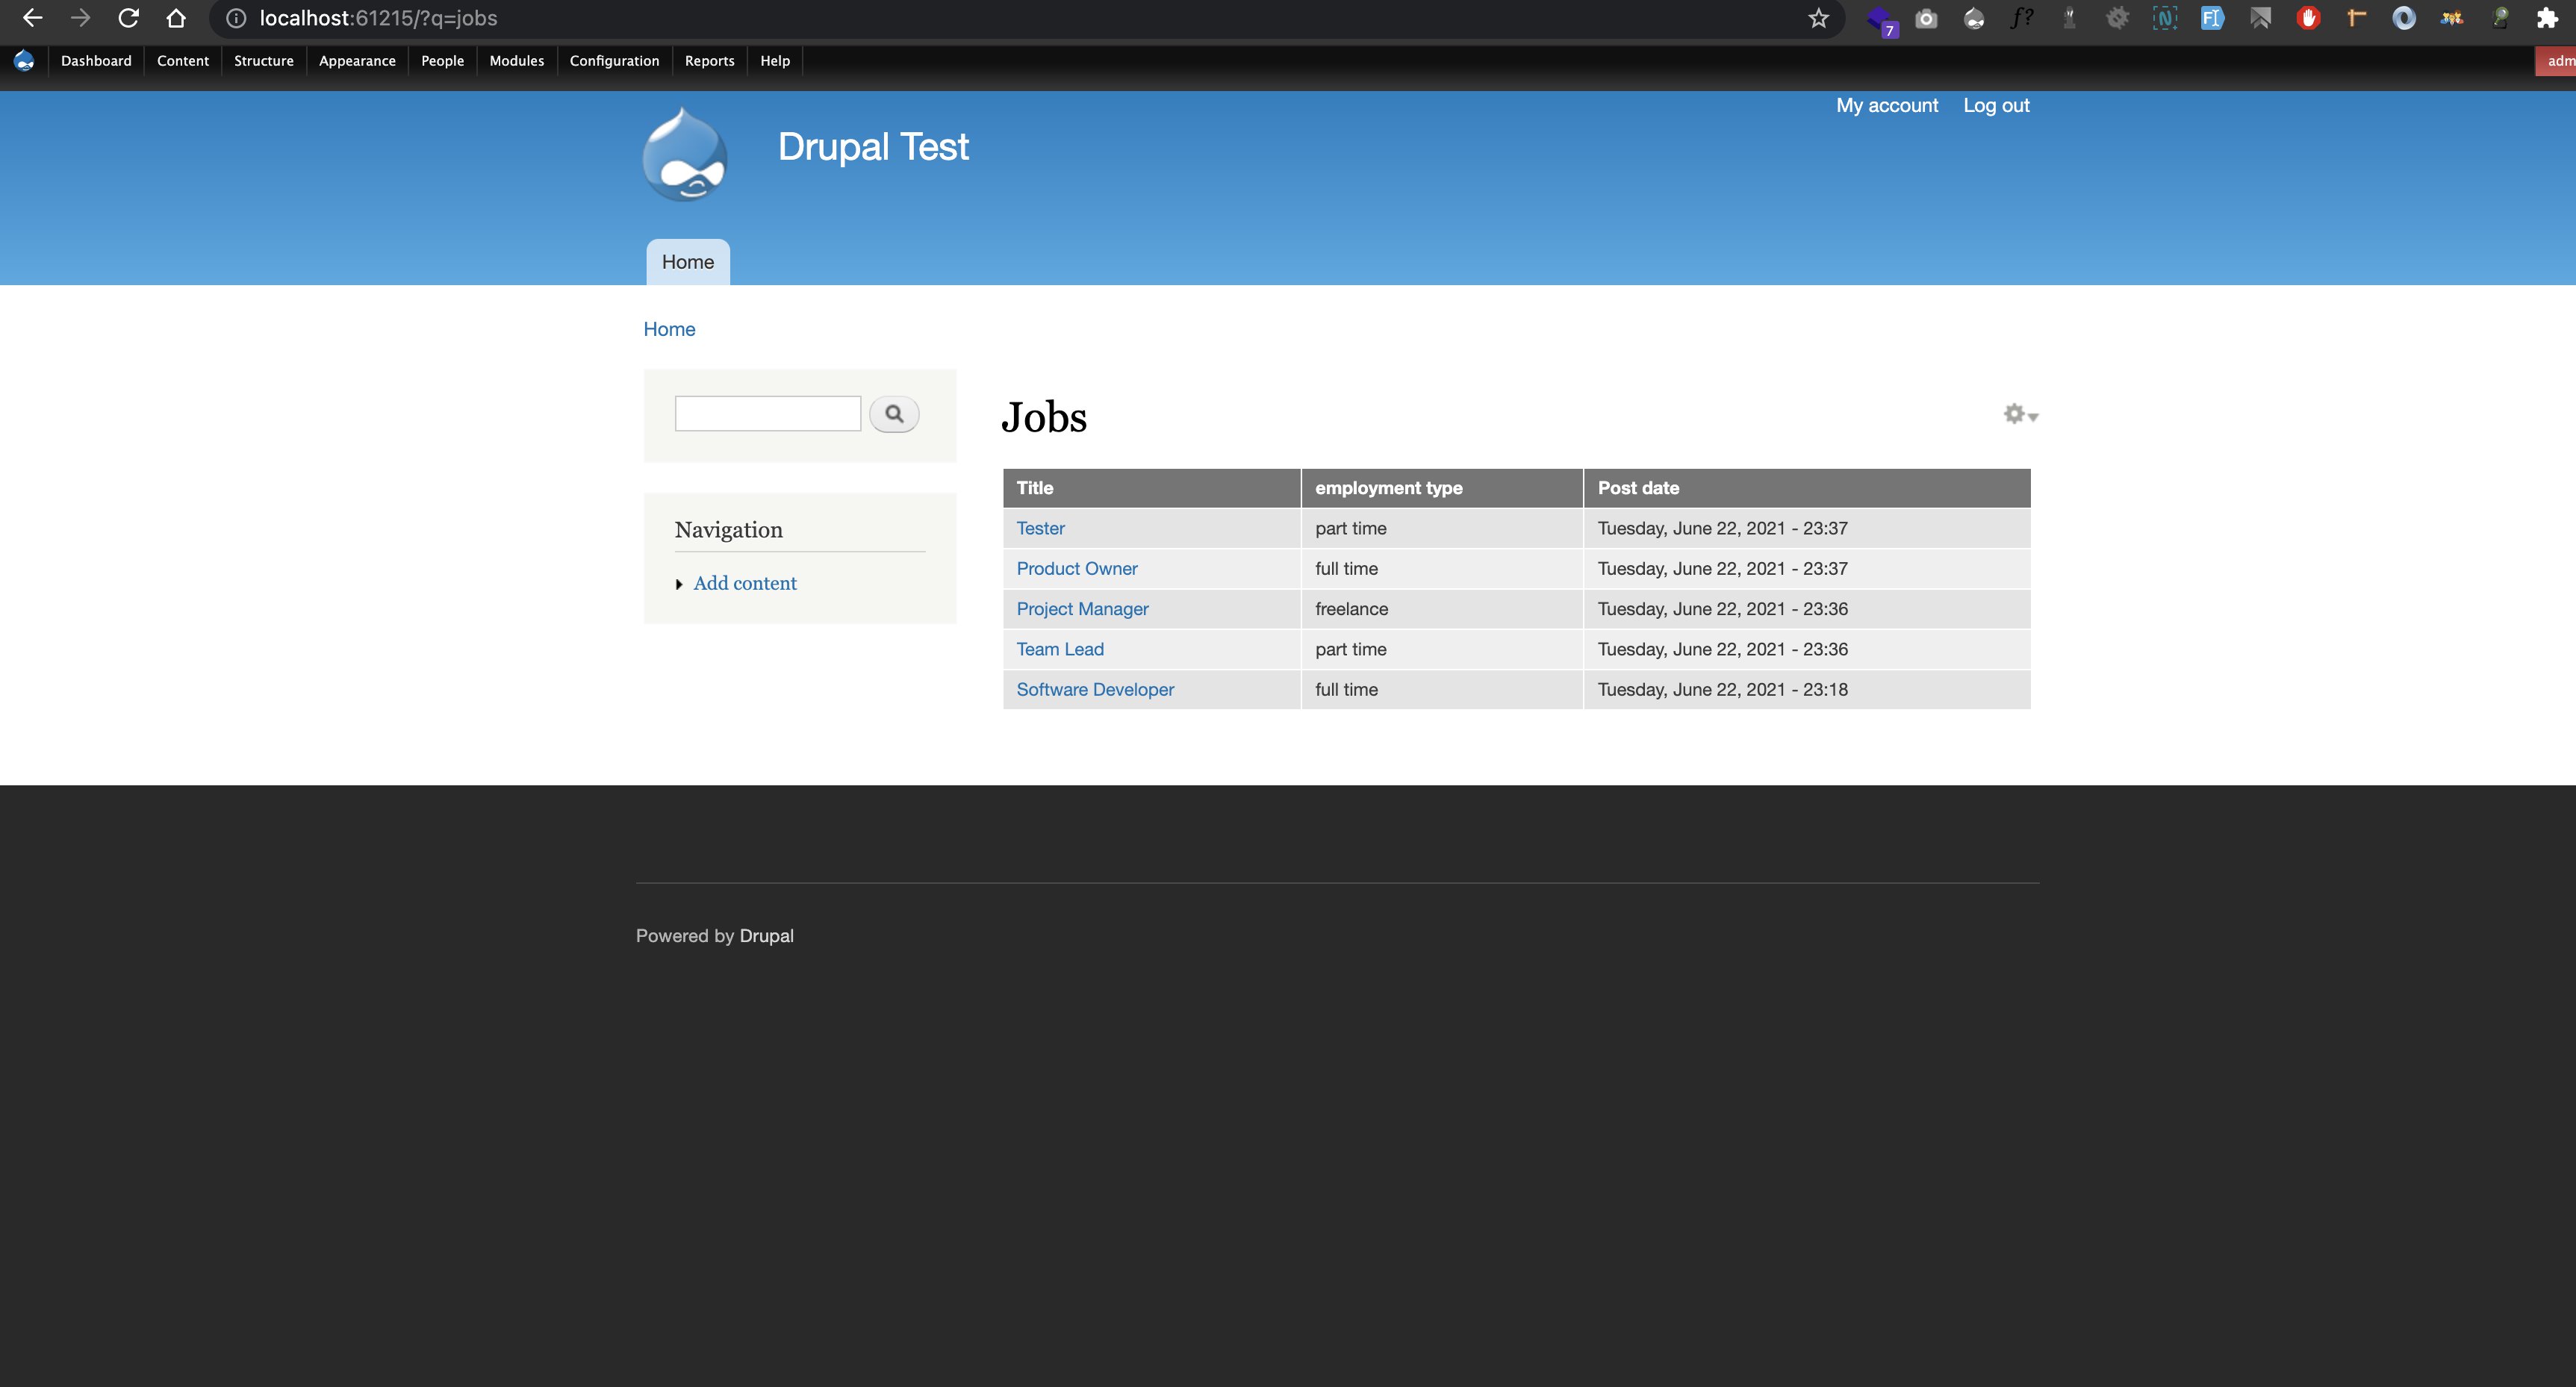 localhost:61215/?q=jobs
7
Dashboard Content Structure Appearance People Modules Configuration Reports Help
adm
My account Log out
Drupal Test
Home
Home
Navigation
Add content
Jobs
Title employment type Post date
Tester part time Tuesday, June 22, 2021 - 23:37
Product Owner full time Tuesday, June 22, 2021 - 23:37
Project Manager freelance Tuesday, June 22, 2021 - 23:36
Team Lead part time Tuesday, June 22, 2021 - 23:36
Software Developer full time Tuesday, June 22, 2021 - 23:18
Powered by Drupal